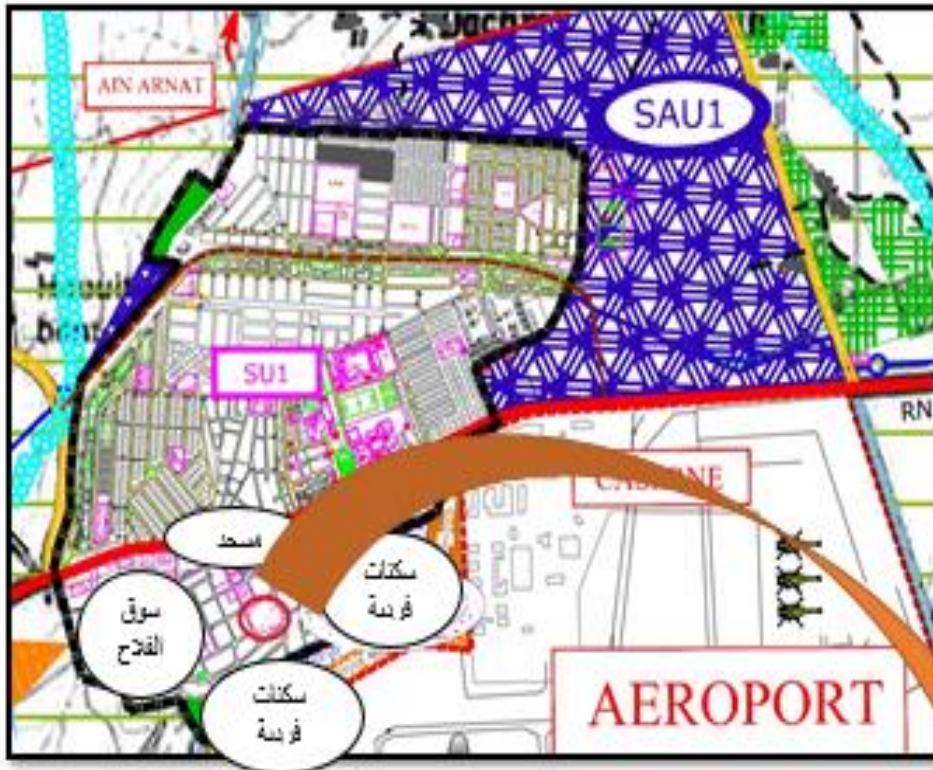 AIN ARNAT
SAU1
SU1
RN
مسجد
سكنات
فردية
سوق
الفلاح
سكنات
فردية
AEROPORT